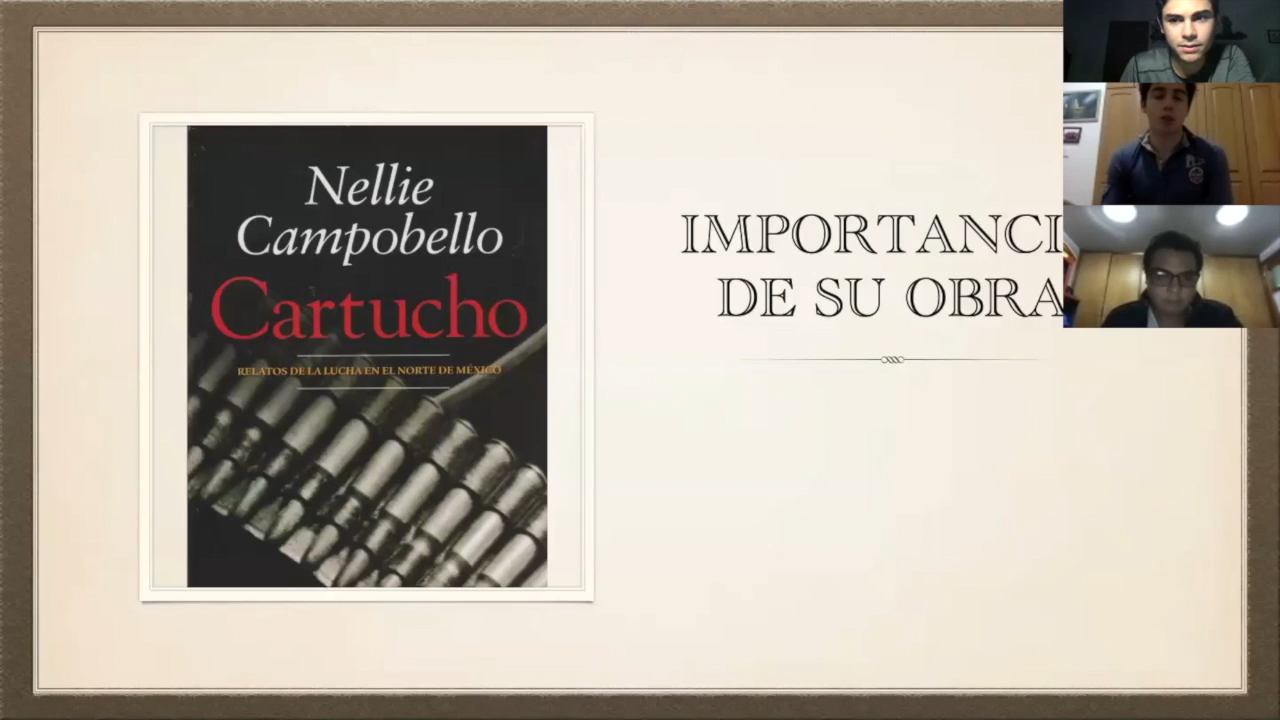 Nellie
Campobello
Cartucho
RELATOS DE LA LUCHA EN EL NORTE DE MÉXICO
IMPORTANCI
DE SU OBRA